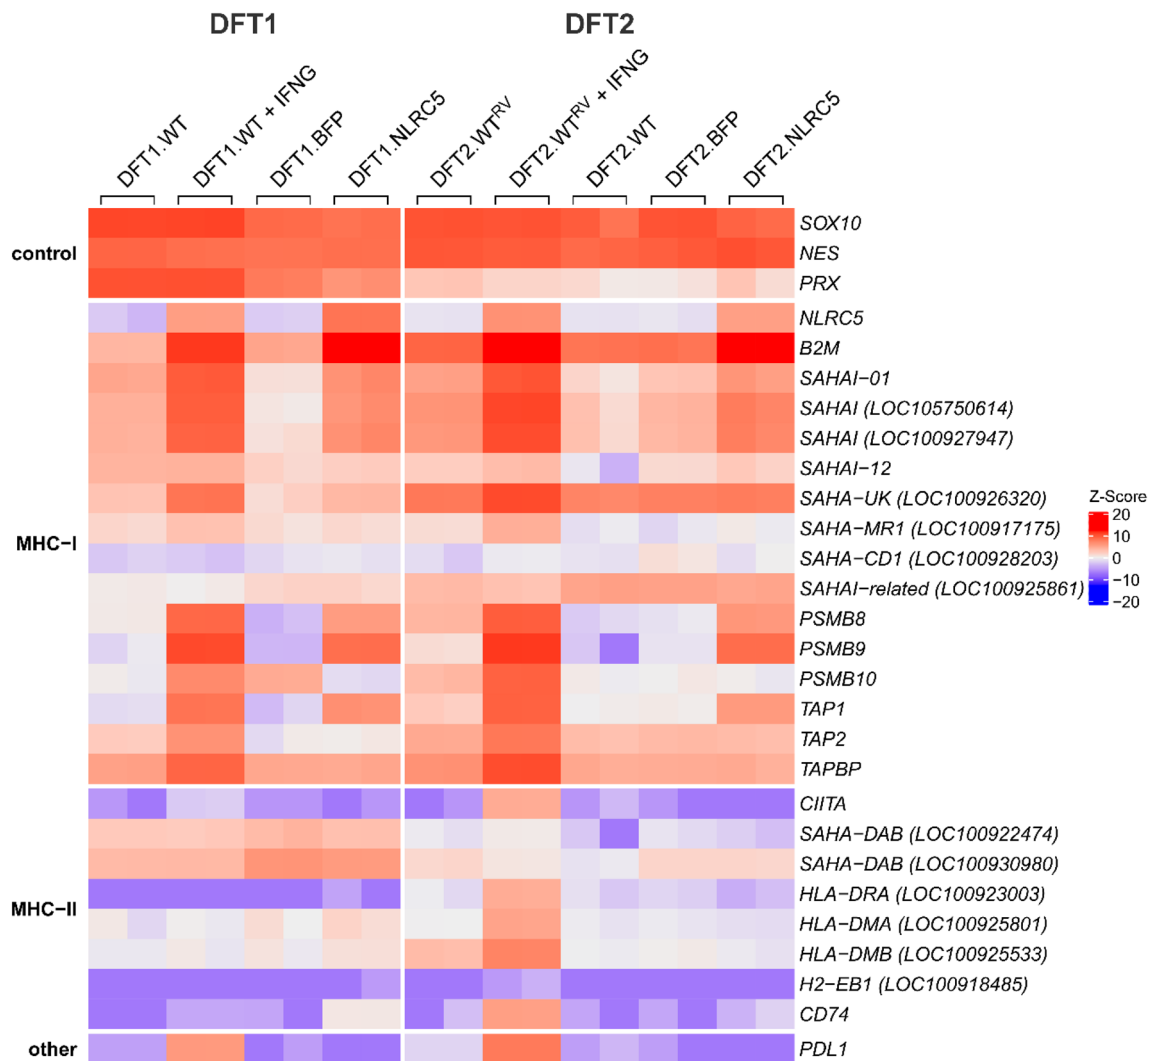 DFT1
DFT2
DFT1.WT
DFT1.WT + IFNG
DFT1.BFP
DFT1.NLRC5
DFT2.WT^RV
DFT2.WT^RV + IFNG
DFT2.WT
DFT2.BFP
DFT2.NLRC5
control
SOX10
NES
PRX
MHC−I
NLRC5
B2M
SAHAI−01
SAHAI (LOC105750614)
SAHAI (LOC100927947)
SAHAI−12
SAHA−UK (LOC100926320)
SAHA−MR1 (LOC100917175)
SAHA−CD1 (LOC100928203)
SAHAI−related (LOC100925861)
PSMB8
PSMB9
PSMB10
TAP1
TAP2
TAPBP
MHC−II
CIITA
SAHA−DAB (LOC100922474)
SAHA−DAB (LOC100930980)
HLA−DRA (LOC100923003)
HLA−DMA (LOC100925801)
HLA−DMB (LOC100925533)
H2−EB1 (LOC100918485)
CD74
other
PDL1
Z−Score
20
10
0
−10
−20